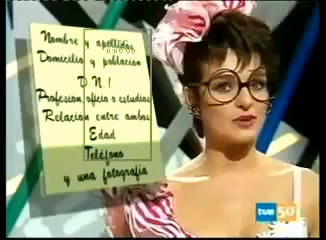 Nombre y apellidos
Domicilio y población
D.N.I
Profesión, oficio o estudios
Relación entre ambos
Edad
Teléfono
y una fotografía
tve 50